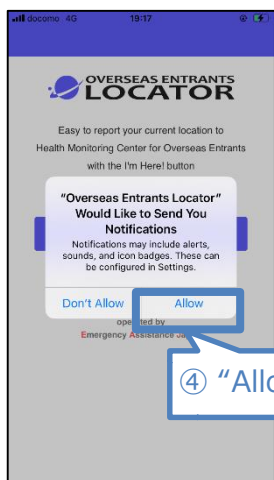 docomo 4G 19:17
OVERSEAS ENTRANTS
LOCATOR
Easy to report your current location to
Health Monitoring Center for Overseas Entrants
with the I'm Here! button
"Overseas Entrants Locator"
Would Like to Send You
Notifications
Notifications may include alerts,
sounds, and icon badges. These can
be configured in Settings.
Don't Allow Allow
operated by
Emergency Assistance
④ "Allo